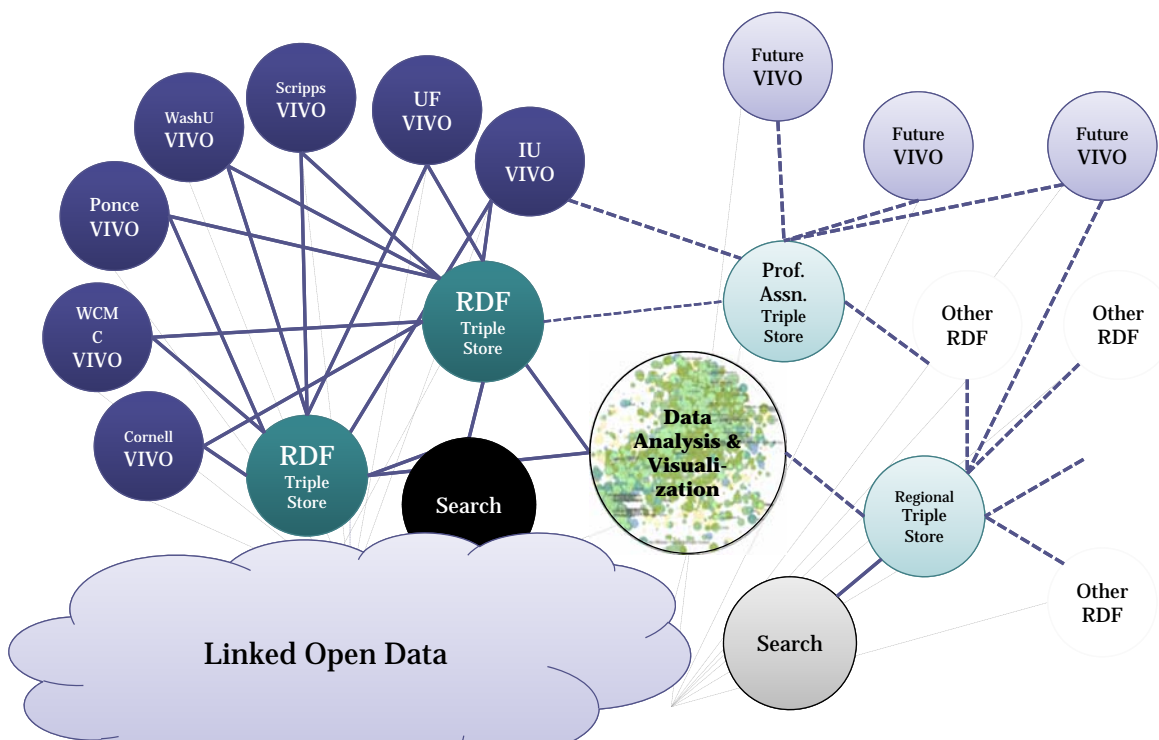 Future
VIVO
Scripps
VIVO
UF
VIVO
WashU
VIVO
IU
VIVO
Future
VIVO
Future
VIVO
Ponce
VIVO
RDF
Triple
Store
Prof.
Assn.
Triple
Store
Other
RDF
Other
RDF
WCM
C
VIVO
Cornell
VIVO
RDF
Triple
Store
Search
Data
Analysis &
Visuali-
zation
Regional
Triple
Store
Other
RDF
Search
Linked Open Data